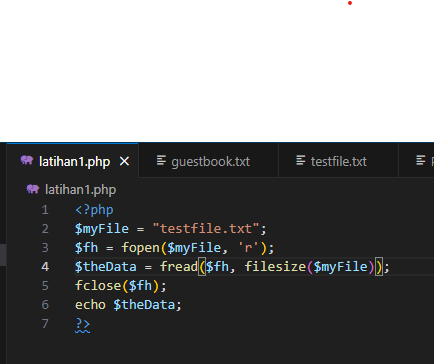 latihan1.php guestbook.txt testfile.txt
latihan1.php
1 <?php
2 $myFile = "testfile.txt";
3 $fh = fopen($myFile, 'r');
4 $theData = fread($fh, filesize($myFile));
5 fclose($fh);
6 echo $theData;
7 ?>